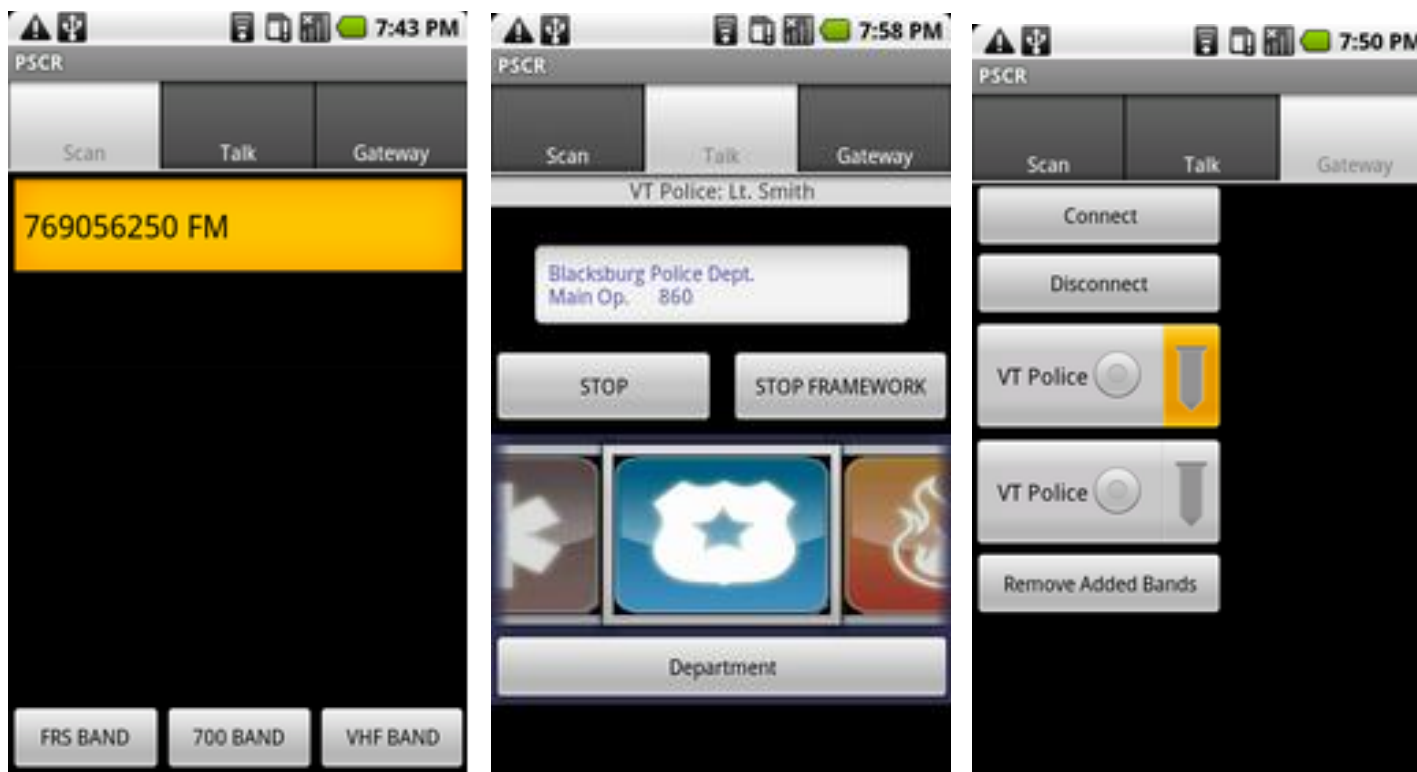 7:43 PM
PSCR
Scan Talk Gateway
769056250 FM
FRS BAND 700 BAND VHF BAND
7:58 PM
PSCR
Scan Talk Gateway
VT Police: Lt. Smith
Blacksburg Police Dept.
Main Op. 860
STOP STOP FRAMEWORK
Department
7:50 PM
PSCR
Scan Talk Gateway
Connect
Disconnect
VT Police
VT Police
Remove Added Bands